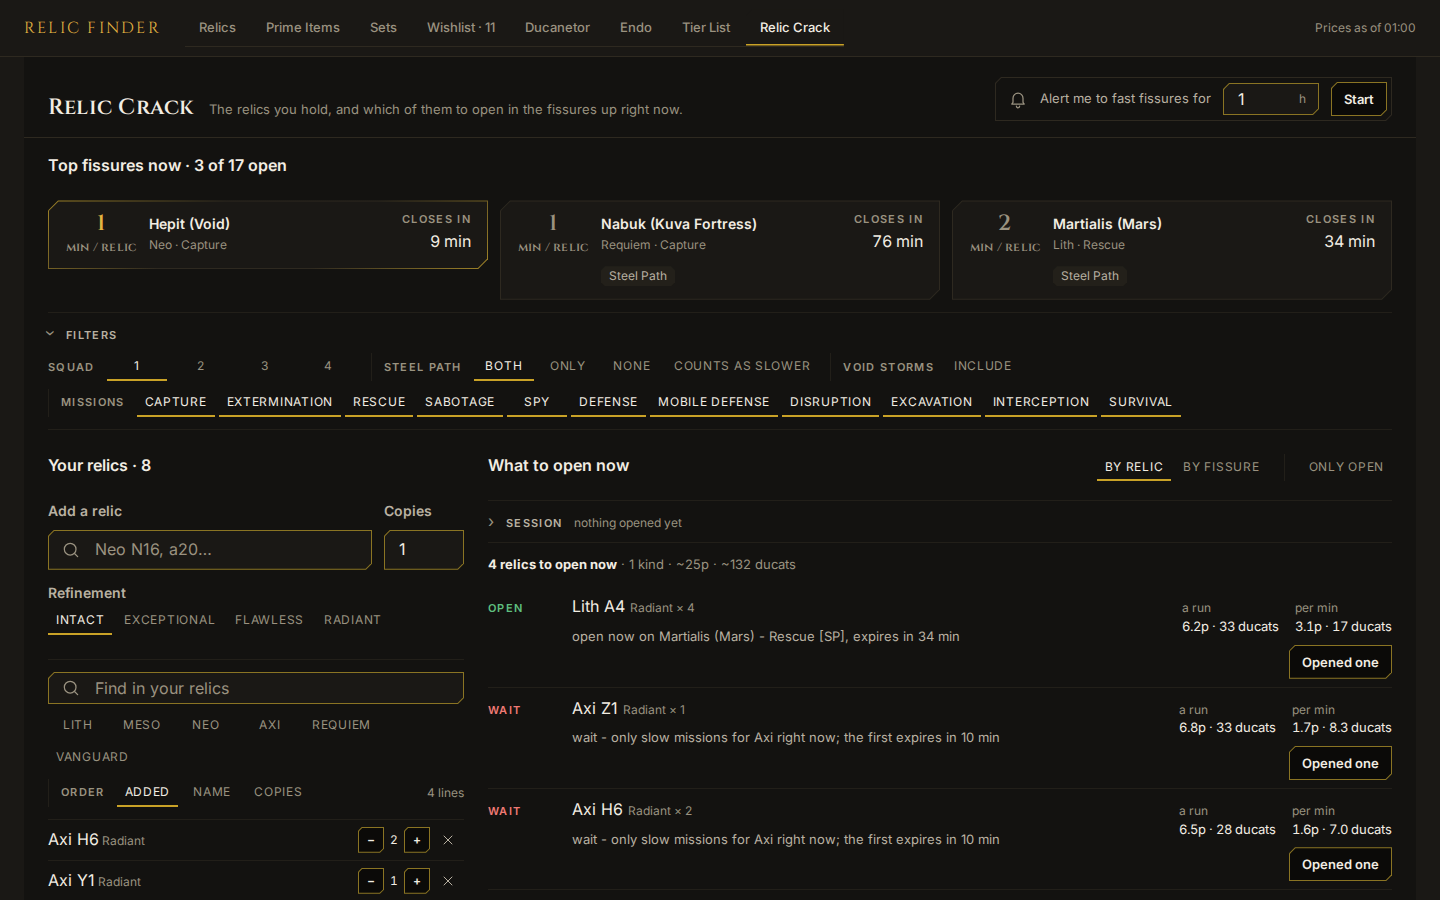 RELIC FINDER
Relics Prime Items Sets Wishlist · 11 Ducanetor Endo Tier List Relic Crack
Prices as of 01:00
Relic Crack The relics you hold, and which of them to open in the fissures up right now.
Alert me to fast fissures for 1 h Start
Top fissures now · 3 of 17 open
1 MIN / RELIC
Hepit (Void)
Neo · Capture
CLOSES IN
9 min
1 MIN / RELIC
Nabuk (Kuva Fortress)
Requiem · Capture
Steel Path
CLOSES IN
76 min
2 MIN / RELIC
Martialis (Mars)
Lith · Rescue
Steel Path
CLOSES IN
34 min
FILTERS
SQUAD 1 2 3 4 STEEL PATH BOTH ONLY NONE COUNTS AS SLOWER VOID STORMS INCLUDE
MISSIONS CAPTURE EXTERMINATION RESCUE SABOTAGE SPY DEFENSE MOBILE DEFENSE DISRUPTION EXCAVATION INTERCEPTION SURVIVAL
Your relics · 8
Add a relic Copies
Neo N16, a20... 1
Refinement
INTACT EXCEPTIONAL FLAWLESS RADIANT
Find in your relics
LITH MESO NEO AXI REQUIEM
VANGUARD
ORDER ADDED NAME COPIES 4 lines
Axi H6 Radiant − 2 + ×
Axi Y1 Radiant − 1 + ×
What to open now
BY RELIC BY FISSURE ONLY OPEN
SESSION nothing opened yet
4 relics to open now · 1 kind · ~25p · ~132 ducats
OPEN Lith A4 Radiant × 4
open now on Martialis (Mars) - Rescue [SP], expires in 34 min
a run per min
6.2p · 33 ducats 3.1p · 17 ducats
Opened one
WAIT Axi Z1 Radiant × 1
wait - only slow missions for Axi right now; the first expires in 10 min
a run per min
6.8p · 33 ducats 1.7p · 8.3 ducats
Opened one
WAIT Axi H6 Radiant × 2
wait - only slow missions for Axi right now; the first expires in 10 min
a run per min
6.5p · 28 ducats 1.6p · 7.0 ducats
Opened one